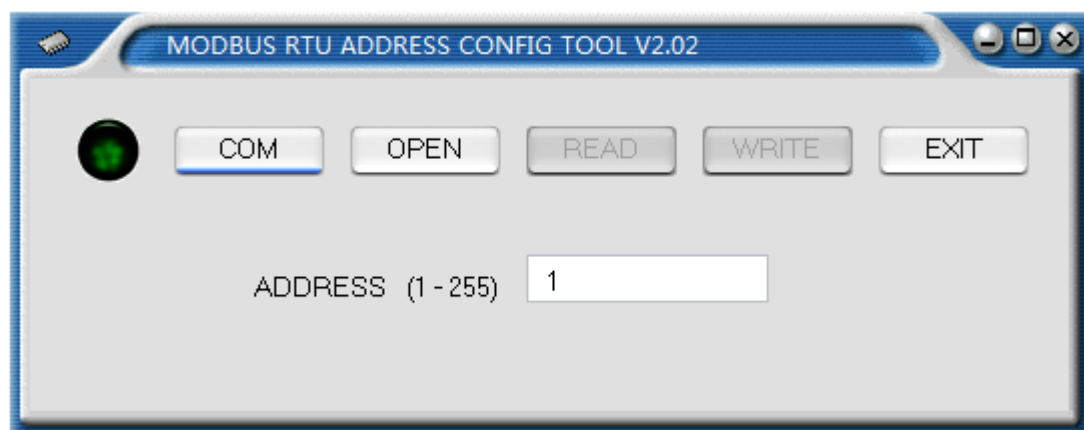 MODBUS RTU ADDRESS CONFIG TOOL V2.02
COM OPEN READ WRITE EXIT
ADDRESS (1 - 255) 1